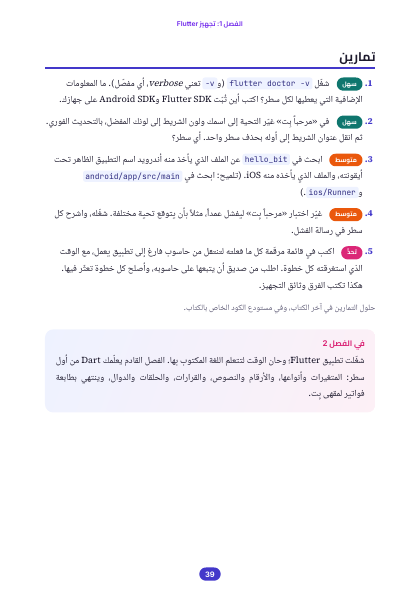 الفصل 1: تجهيز Flutter
تمارين
1. سهل شغّل flutter doctor -v (و -v تعني verbose، أي مفصّل). ما المعلومات
الإضافية التي يعطيها لكل سطر؟ اكتب أين ثُبّت Flutter SDK وAndroid SDK على جهازك.
2. سهل في «مرحباً بِت» غيّر التحية إلى اسمك ولون الشريط إلى لونك المفضل، بالتحديث الفوري.
ثم انقل عنوان الشريط إلى أوله بحذف سطر واحد. أي سطر؟
3. متوسط ابحث في hello_bit عن الملف الذي يأخذ منه أندرويد اسم التطبيق الظاهر تحت
أيقونته، والملف الذي يأخذه منه iOS. (تلميح: ابحث في android/app/src/main
و ios/Runner.)
4. متوسط غيّر اختبار «مرحباً بِت» ليفشل عمداً، مثلاً بأن يتوقع تحية مختلفة. شغّله، واشرح كل
سطر في رسالة الفشل.
5. تحدٍّ اكتب في قائمة مرقمة كل ما فعلته لتنتقل من حاسوب فارغ إلى تطبيق يعمل، مع الوقت
الذي استغرقته كل خطوة. اطلب من صديق أن يتبعها على حاسوبه، وأصلح كل خطوة تعثّر فيها.
هكذا تكتب الفرق وثائق التجهيز.
حلول التمارين في آخر الكتاب، وفي مستودع الكود الخاص بالكتاب.
في الفصل 2
شغّلت تطبيق Flutter؛ وحان الوقت لتتعلم اللغة المكتوب بها. الفصل القادم يعلّمك Dart من أول
سطر: المتغيرات وأنواعها، والأرقام والنصوص، والقرارات، والحلقات والدوال، وينتهي بطابعة
فواتير لمقهى بِت.
39